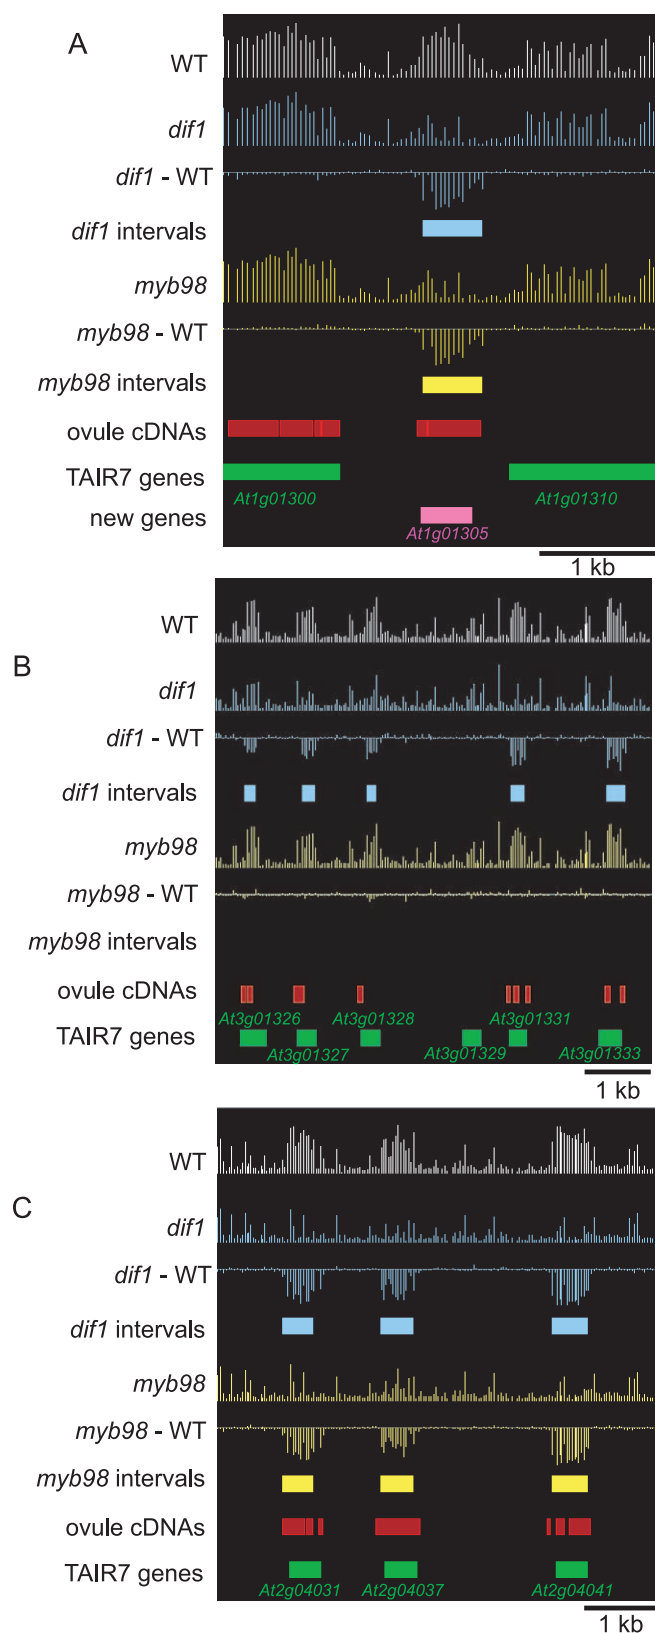 A
WT
dif1
dif1 - WT
dif1 intervals
myb98
myb98 - WT
myb98 intervals
ovule cDNAs
TAIR7 genes
At1g01300
At1g01310
new genes
At1g01305
1 kb
B
WT
dif1
dif1 - WT
dif1 intervals
myb98
myb98 - WT
myb98 intervals
ovule cDNAs
At3g01326 At3g01328 At3g01331
TAIR7 genes
At3g01327 At3g01329 At3g01333
1 kb
C
WT
dif1
dif1 - WT
dif1 intervals
myb98
myb98 - WT
myb98 intervals
ovule cDNAs
TAIR7 genes
At2g04031 At2g04037 At2g04041
1 kb